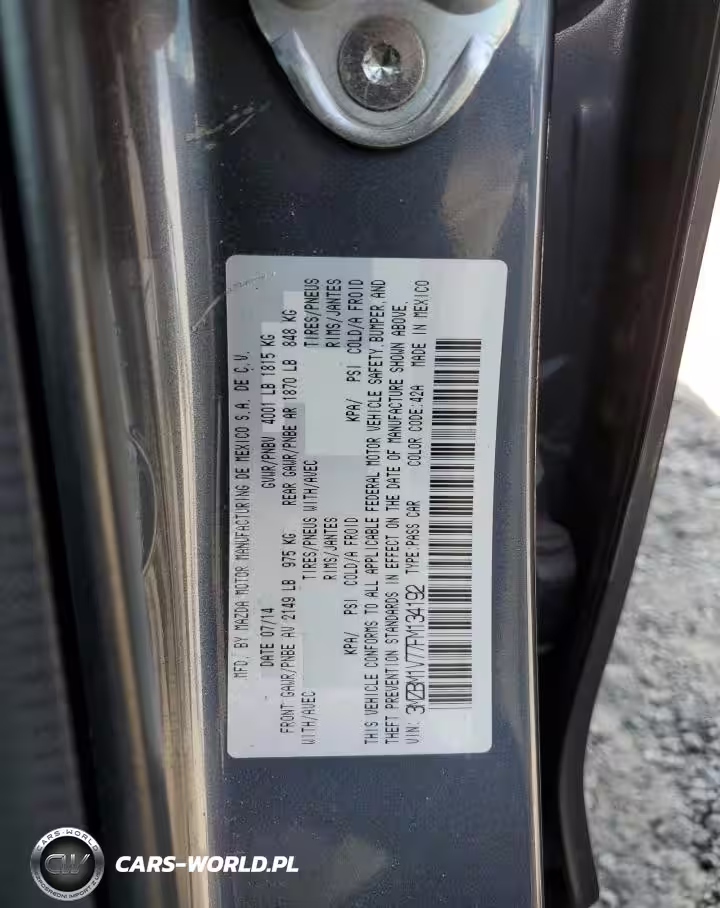 MFD. BY MAZDA MOTOR MANUFACTURING DE MEXICO S.A. DE C.V.
DATE 07/14 GVWR/PNBV 4001 LB 1815 KG
FRONT GAWR/PNBE AV 2149 LB 975 KG REAR GAWR/PNBE AR 1870 LB 848 KG
WITH/AVEC TIRES/PNEUS WITH/AVEC TIRES/PNEUS
RIMS/JANTES RIMS/JANTES
KPA/ PSI COLD/A FROID KPA/ PSI COLD/A FROID
THIS VEHICLE CONFORMS TO ALL APPLICABLE FEDERAL MOTOR VEHICLE SAFETY, BUMPER, AND
THEFT PREVENTION STANDARDS IN EFFECT ON THE DATE OF MANUFACTURE SHOWN ABOVE.
VIN: 3MZBM1V77FM134192 TYPE:PASS CAR COLOR CODE:42A MADE IN MEXICO
CARS-WORLD
CW
CARS-WORLD.PL